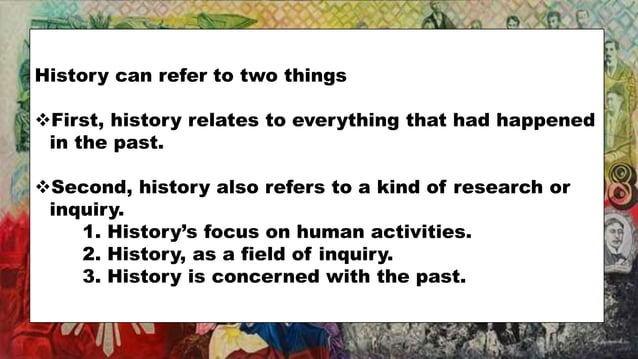 History can refer to two things
❖First, history relates to everything that had happened
in the past.
❖Second, history also refers to a kind of research or
inquiry.
1. History’s focus on human activities.
2. History, as a field of inquiry.
3. History is concerned with the past.